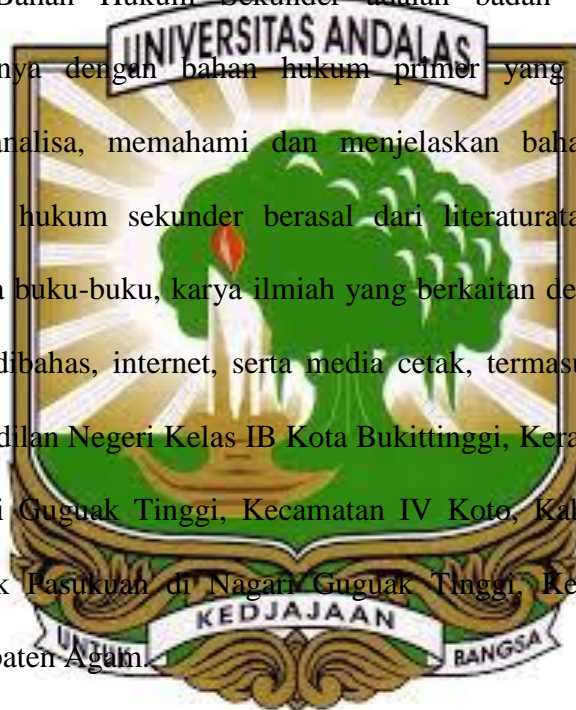 Bahan Hukum Sekunder adalah badan
UNIVERSITAS ANDALAS
nya dengan bahan hukum primer yang
analisa, memahami dan menjelaskan baha
hukum sekunder berasal dari literaturata
a buku-buku, karya ilmiah yang berkaitan de
dibahas, internet, serta media cetak, termasu
dilan Negeri Kelas IB Kota Bukittinggi, Kera
i Guguak Tinggi, Kecamatan IV Koto, Kab
k Pasukuan di Nagari Guguak Tinggi, Ke
KEDJAJAAN
UNTUK
paten Agam.
BANGSA